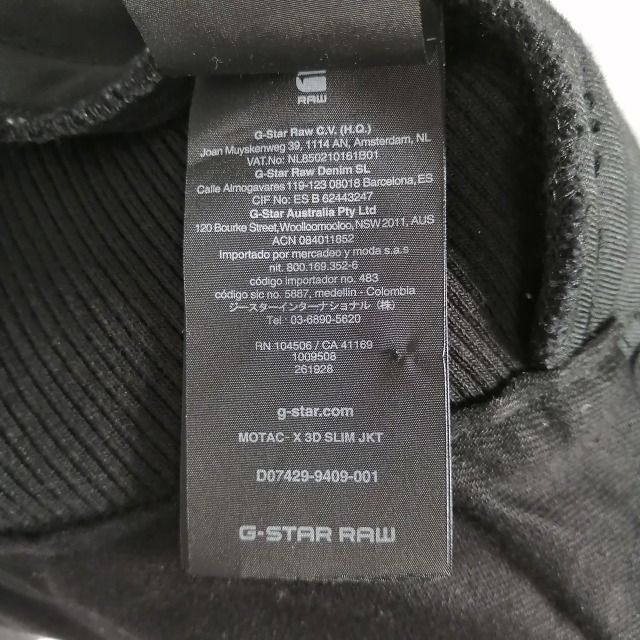 RAW
G-Star Raw C.V. (H.Q.)
Joan Muyskenweg 39, 1114 AN, Amsterdam, NL
VAT.No: NL850210161B01
G-Star Raw Denim SL
Calle Almogavares 119-123 08018 Barcelona, ES
CIF No: ES B 62443247
G-Star Australia Pty Ltd
120 Bourke Street, Woolloomooloo, NSW 2011, AUS
ACN 084011852
Importado por mercadeo y moda s.a.s
nit. 800.169.352-6
código importador no. 483
código sic no. 5887, medellin - Colombia
ジースターインターナショナル (株)
Tel. 03-6890-5620
RN 104506 / CA 41169
1009508
261928
g-star.com
MOTAC- X 3D SLIM JKT
D07429-9409-001
G-STAR RAW